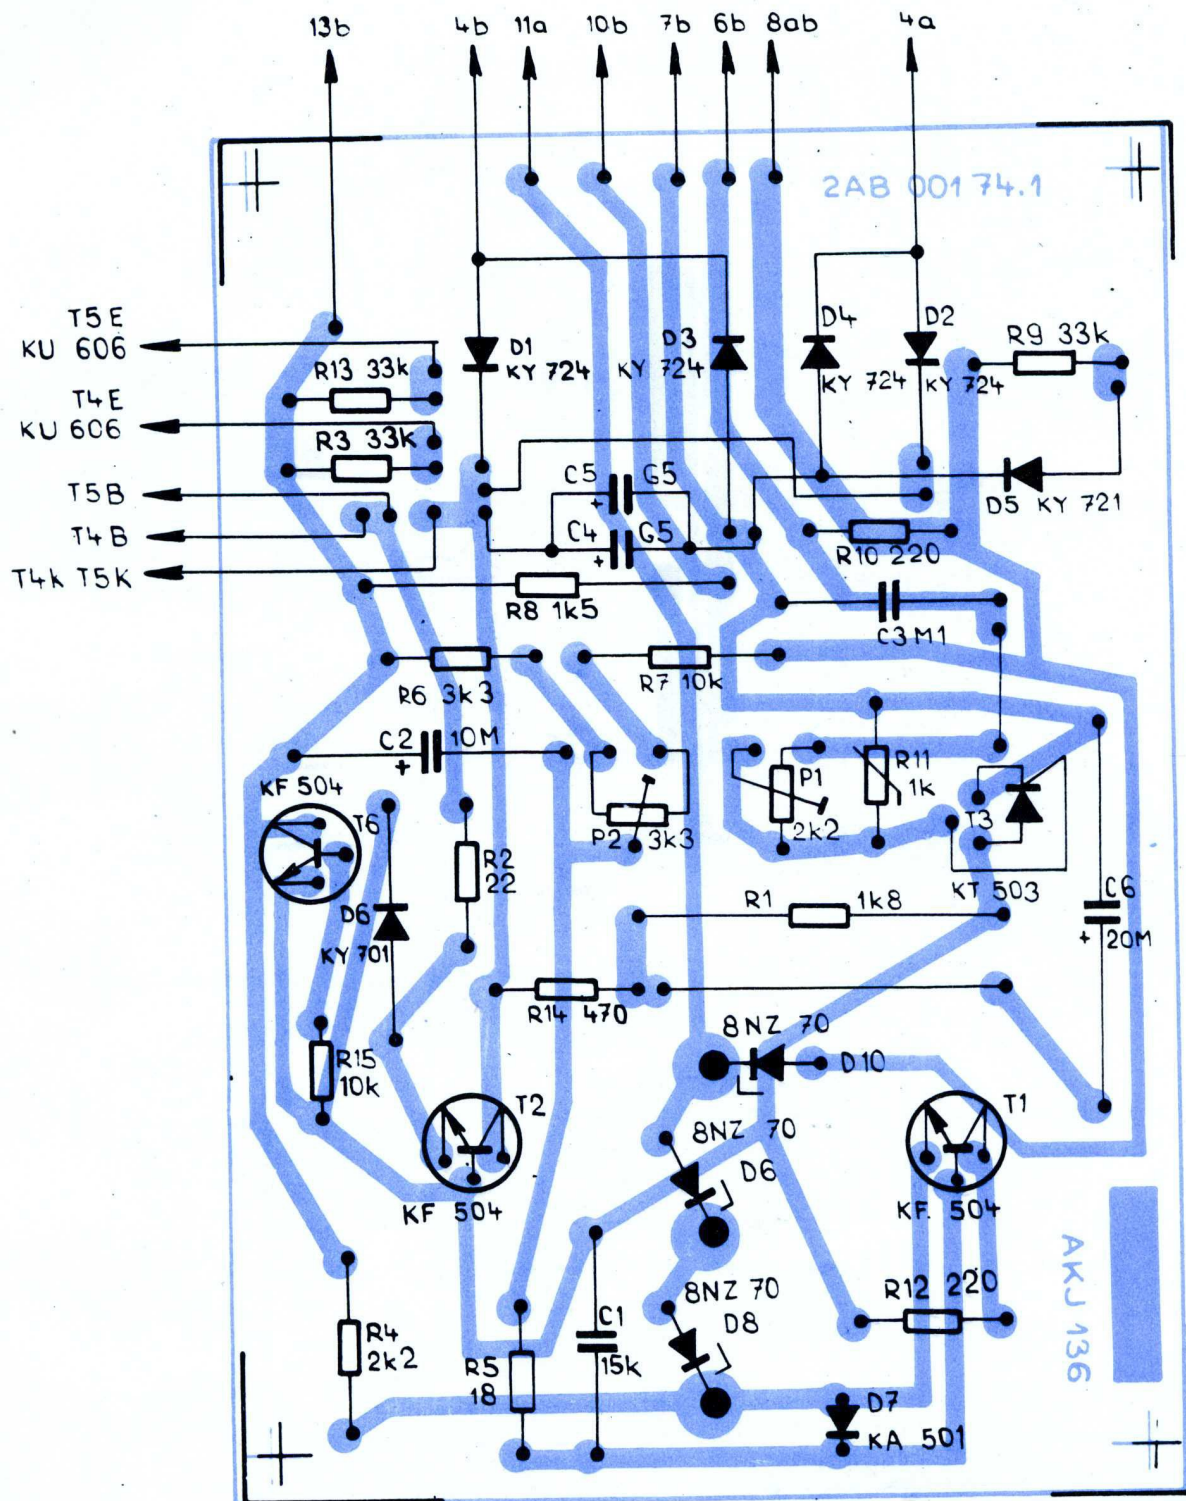 13b 4b 11a 10b 7b 6b 8ab 4a
2AB 001 74.1
T5 E
KU 606
R13 33k
D1
KY 724
D3
KY 724
D4
KY 724
D2
KY 724
R9 33k
T4E
KU 606
R3 33k
T5B
C5 G5
+
D5 KY 721
T4B
C4 G5
+
R10 220
T4k T5K
R8 1k5
C3 M1
R6 3k3
R7 10k
C2 10M
+
KF 504
T6
P2 3k3
P1
2k2
R11
1k
T3
KT 503
R2
22
D6
KY 701
R1 1k8
C6
+ 20M
R14 470
8NZ 70
D10
R15
10k
T2
KF 504
8NZ 70
D6
T1
KF. 504
8NZ 70
D8
R12 220
AKJ 136
R4
2k2
R5
18
C1
15k
D7
KA 501